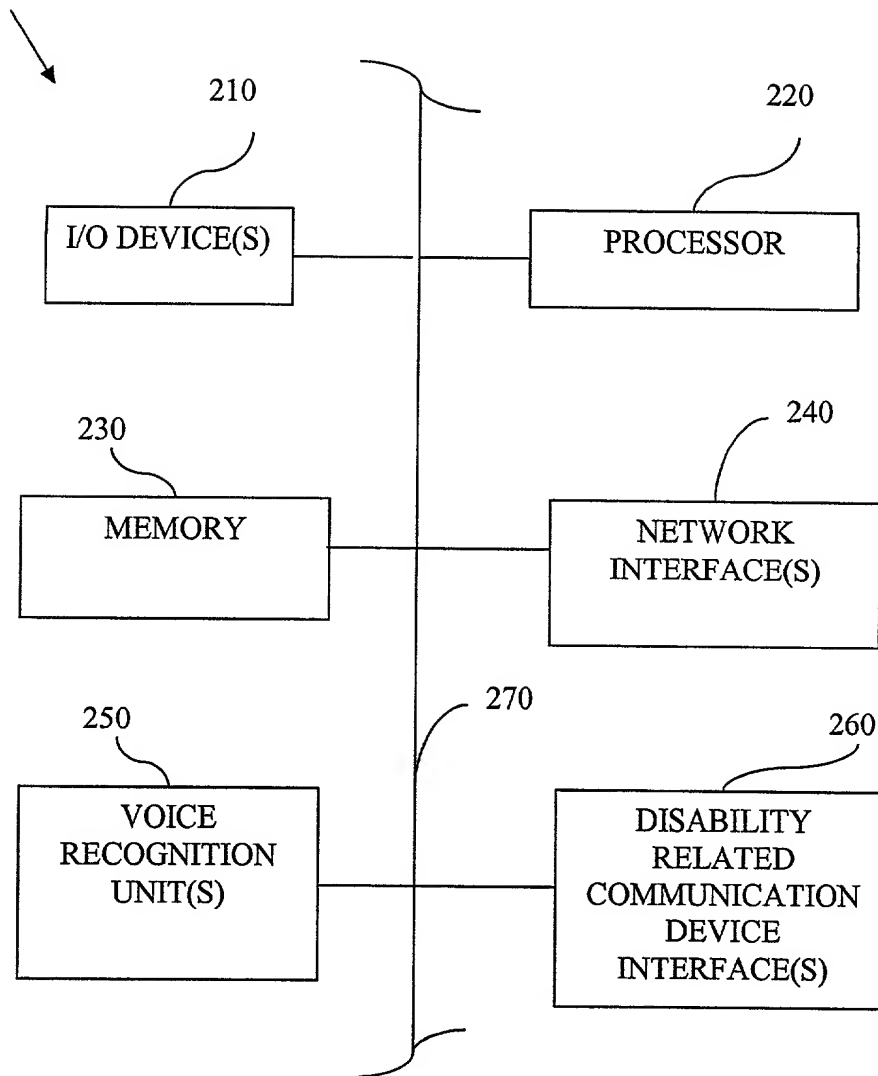 210
220
I/O DEVICE(S)
PROCESSOR
230
240
MEMORY
NETWORK
INTERFACE(S)
250
270
260
VOICE
RECOGNITION
UNIT(S)
DISABILITY
RELATED
COMMUNICATION
DEVICE
INTERFACE(S)